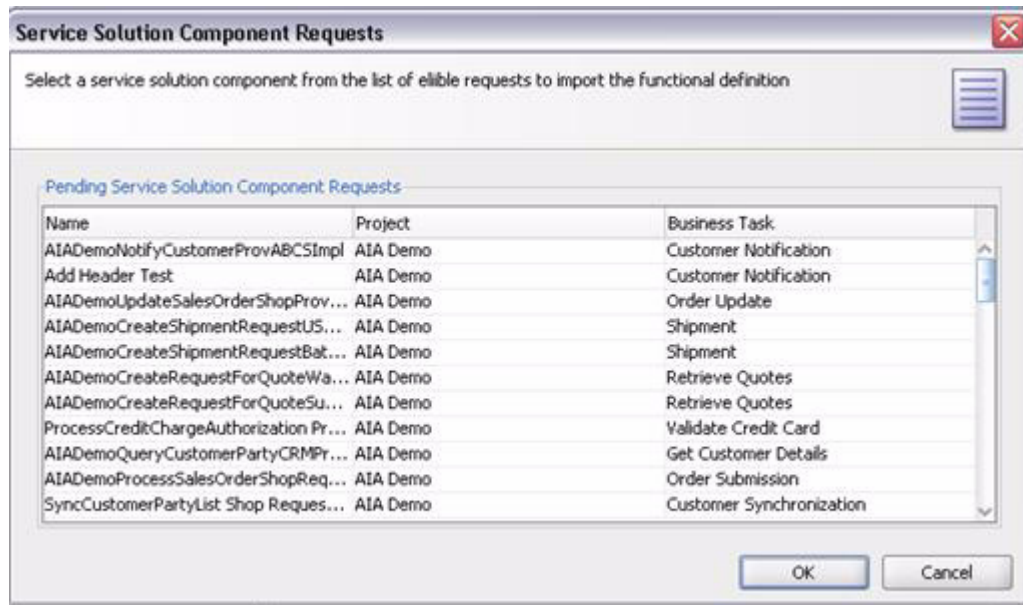 Service Solution Component Requests
Select a service solution component from the list of elilble requests to import the functional definition
Pending Service Solution Component Requests
Name Project Business Task
AIADemoNotifyCustomerProvABCSImpl AIA Demo Customer Notification
Add Header Test AIA Demo Customer Notification
AIADemoUpdateSalesOrderShopProv... AIA Demo Order Update
AIADemoCreateShipmentRequestUS... AIA Demo Shipment
AIADemoCreateShipmentRequestBat... AIA Demo Shipment
AIADemoCreateRequestForQuoteWa... AIA Demo Retrieve Quotes
AIADemoCreateRequestForQuoteSu... AIA Demo Retrieve Quotes
ProcessCreditChargeAuthorization Pr... AIA Demo Validate Credit Card
AIADemoQueryCustomerPartyCRMPr... AIA Demo Get Customer Details
AIADemoProcessSalesOrderShopReq... AIA Demo Order Submission
SyncCustomerPartyList Shop Reques... AIA Demo Customer Synchronization
OK Cancel